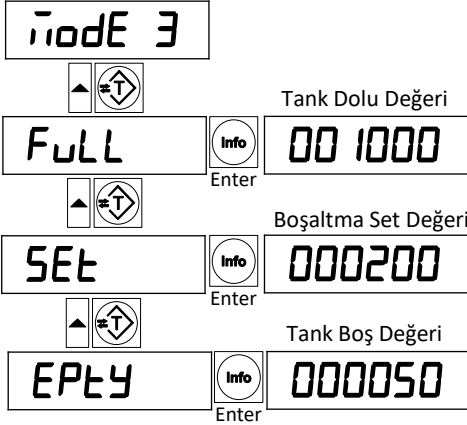 modE 3
T
Tank Dolu Değeri
FuLL
Info
001000
Enter
T
Boşaltma Set Değeri
SEt
Info
000200
Enter
T
Tank Boş Değeri
EPtY
Info
000050
Enter